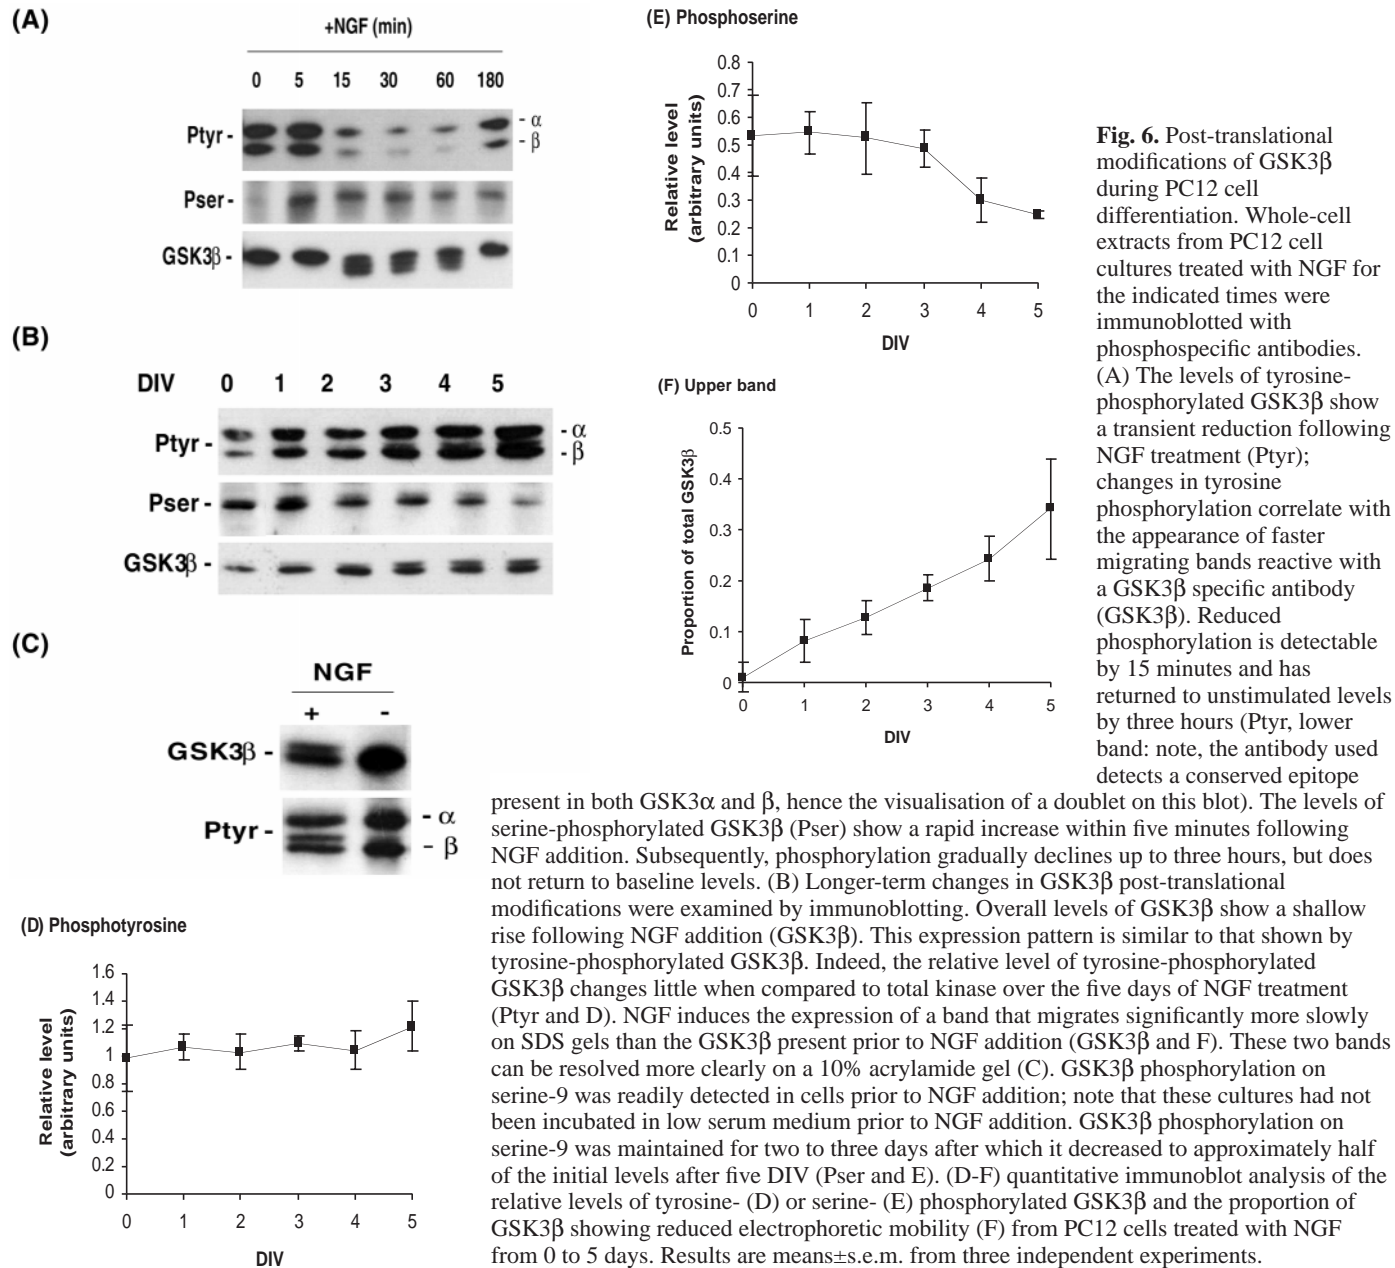 (A)
+NGF (min)
0 5 15 30 60 180
Ptyr -
- α
- β
Pser -
GSK3β -
(B)
DIV 0 1 2 3 4 5
Ptyr -
- α
- β
Pser -
GSK3β -
(C)
NGF
+ -
GSK3β -
Ptyr -
- α
- β
(D) Phosphotyrosine
Relative level
(arbitrary units)
1.6
1.4
1.2
1
0.8
0.6
0.4
0.2
0
0 1 2 3 4 5
DIV
(E) Phosphoserine
Relative level
(arbitrary units)
0.8
0.7
0.6
0.5
0.4
0.3
0.2
0.1
0
0 1 2 3 4 5
DIV
(F) Upper band
Proportion of total GSK3β
0.5
0.4
0.3
0.2
0.1
0
0 1 2 3 4 5
DIV
Fig. 6. Post-translational
modifications of GSK3β
during PC12 cell
differentiation. Whole-cell
extracts from PC12 cell
cultures treated with NGF for
the indicated times were
immunoblotted with
phosphospecific antibodies.
(A) The levels of tyrosine-
phosphorylated GSK3β show
a transient reduction following
NGF treatment (Ptyr);
changes in tyrosine
phosphorylation correlate with
the appearance of faster
migrating bands reactive with
a GSK3β specific antibody
(GSK3β). Reduced
phosphorylation is detectable
by 15 minutes and has
returned to unstimulated levels
by three hours (Ptyr, lower
band: note, the antibody used
detects a conserved epitope
present in both GSK3α and β, hence the visualisation of a doublet on this blot). The levels of
serine-phosphorylated GSK3β (Pser) show a rapid increase within five minutes following
NGF addition. Subsequently, phosphorylation gradually declines up to three hours, but does
not return to baseline levels. (B) Longer-term changes in GSK3β post-translational
modifications were examined by immunoblotting. Overall levels of GSK3β show a shallow
rise following NGF addition (GSK3β). This expression pattern is similar to that shown by
tyrosine-phosphorylated GSK3β. Indeed, the relative level of tyrosine-phosphorylated
GSK3β changes little when compared to total kinase over the five days of NGF treatment
(Ptyr and D). NGF induces the expression of a band that migrates significantly more slowly
on SDS gels than the GSK3β present prior to NGF addition (GSK3β and F). These two bands
can be resolved more clearly on a 10% acrylamide gel (C). GSK3β phosphorylation on
serine-9 was readily detected in cells prior to NGF addition; note that these cultures had not
been incubated in low serum medium prior to NGF addition. GSK3β phosphorylation on
serine-9 was maintained for two to three days after which it decreased to approximately half
of the initial levels after five DIV (Pser and E). (D-F) quantitative immunoblot analysis of the
relative levels of tyrosine- (D) or serine- (E) phosphorylated GSK3β and the proportion of
GSK3β showing reduced electrophoretic mobility (F) from PC12 cells treated with NGF
from 0 to 5 days. Results are means±s.e.m. from three independent experiments.